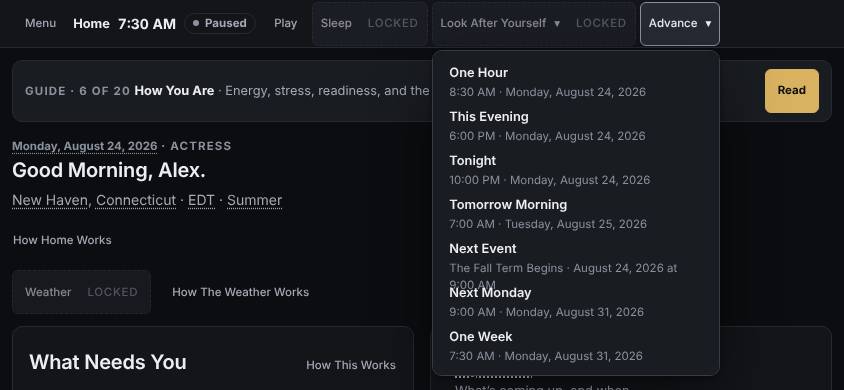 Menu Home 7:30 AM Paused Play Sleep LOCKED Look After Yourself ▾ LOCKED Advance ▾
GUIDE · 6 OF 20 How You Are · Energy, stress, readiness, and the
Read
One Hour
8:30 AM · Monday, August 24, 2026
This Evening
6:00 PM · Monday, August 24, 2026
Tonight
10:00 PM · Monday, August 24, 2026
Tomorrow Morning
7:00 AM · Tuesday, August 25, 2026
Next Event
The Fall Term Begins · August 24, 2026 at
9:00 AM
Next Monday
9:00 AM · Monday, August 31, 2026
One Week
7:30 AM · Monday, August 31, 2026
Monday, August 24, 2026 · ACTRESS
Good Morning, Alex.
New Haven, Connecticut · EDT · Summer
How Home Works
Weather LOCKED How The Weather Works
What Needs You How This Works
What's coming up, and when